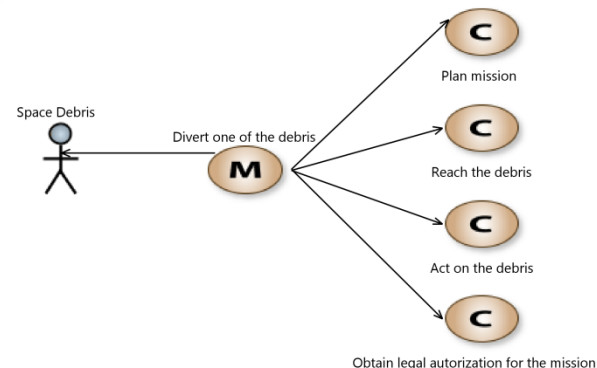 C
Plan mission
Space Debris
Divert one of the debris
M
C
Reach the debris
C
Act on the debris
C
Obtain legal autorization for the mission